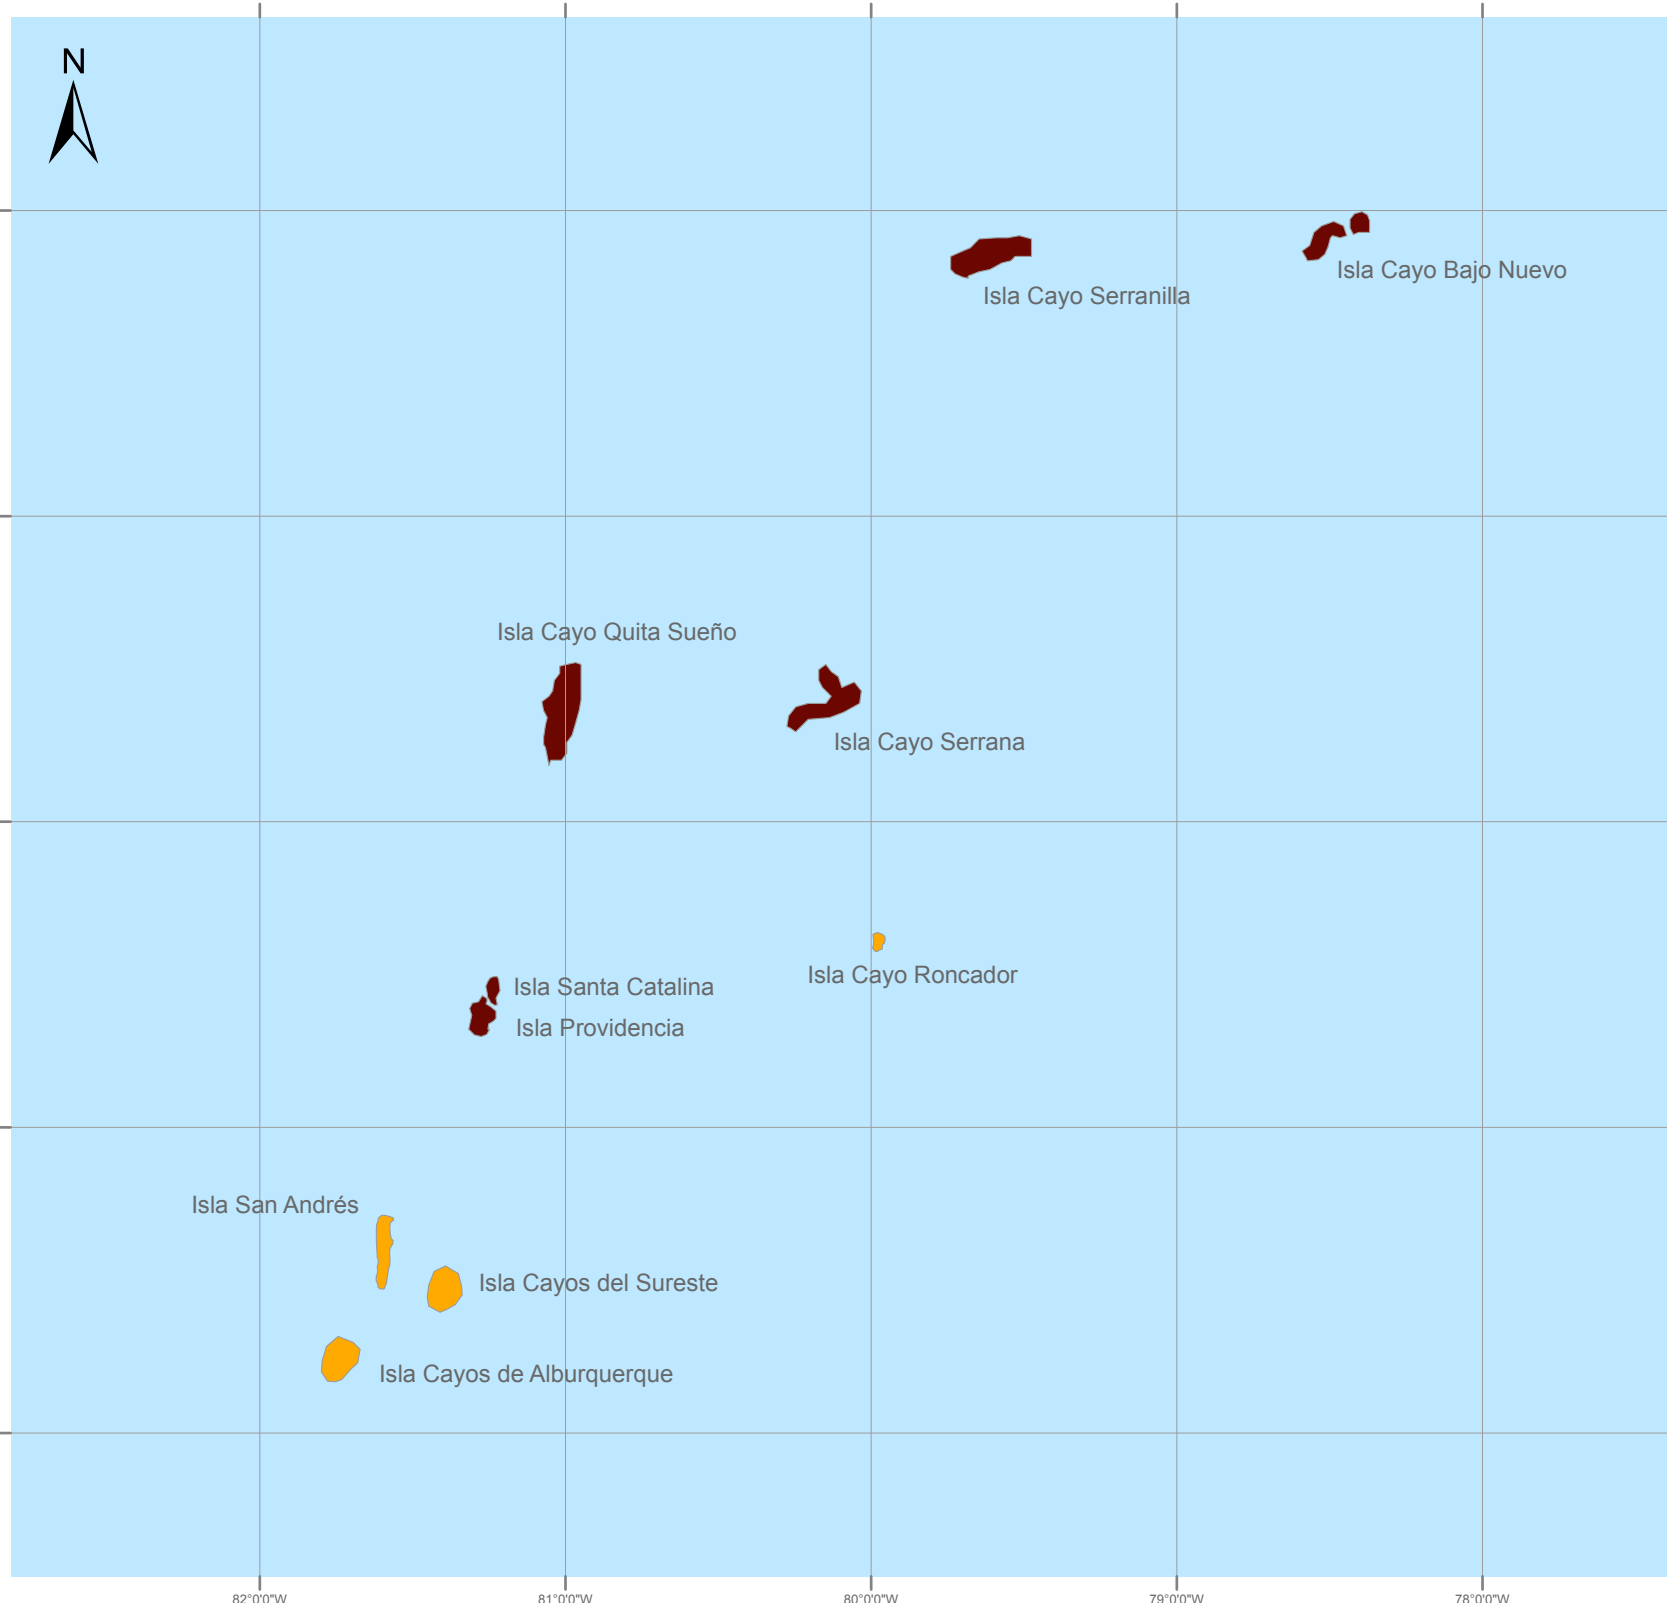 N
Isla Cayo Bajo Nuevo
Isla Cayo Serranilla
Isla Cayo Quita Sueño
Isla Cayo Serrana
Isla Cayo Roncador
Isla Santa Catalina
Isla Providencia
Isla San Andrés
Isla Cayos del Sureste
Isla Cayos de Alburquerque
82°0'0"W 81°0'0"W 80°0'0"W 79°0'0"W 78°0'0"W